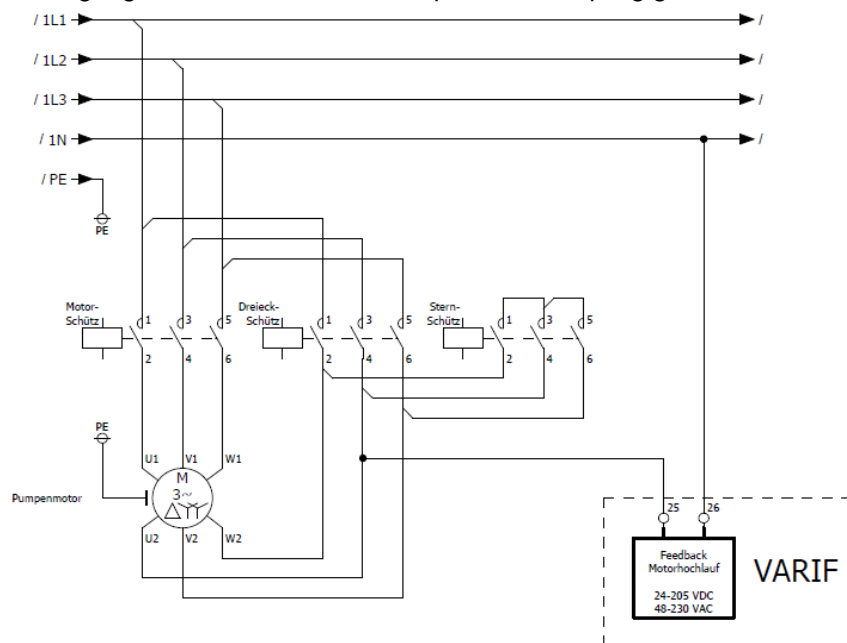 / 1L1 /
/ 1L2 /
/ 1L3 /
/ 1N /
/ PE
PE
Motor-
Schütz
1 3 5
2 4 6
Dreieck-
Schütz
1 3 5
2 4 6
Stern-
Schütz
1 3 5
2 4 6
PE
U1 V1 W1
M
3~
Pumpenmotor
U2 V2 W2
25 26
Feedback
Motorhochlauf
24-205 VDC
48-230 VAC
VARIF